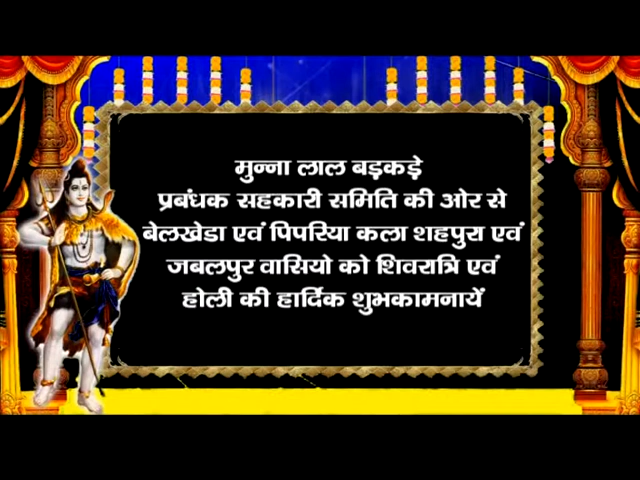 मुन्ना लाल बड़कड़े
प्रबंधक सहकारी समिति की ओर से
बेलखेडा एवं पिपरिया कला शहपुरा एवं
जबलपुर वासियो को शिवरात्रि एवं
होली की हार्दिक शुभकामनायें